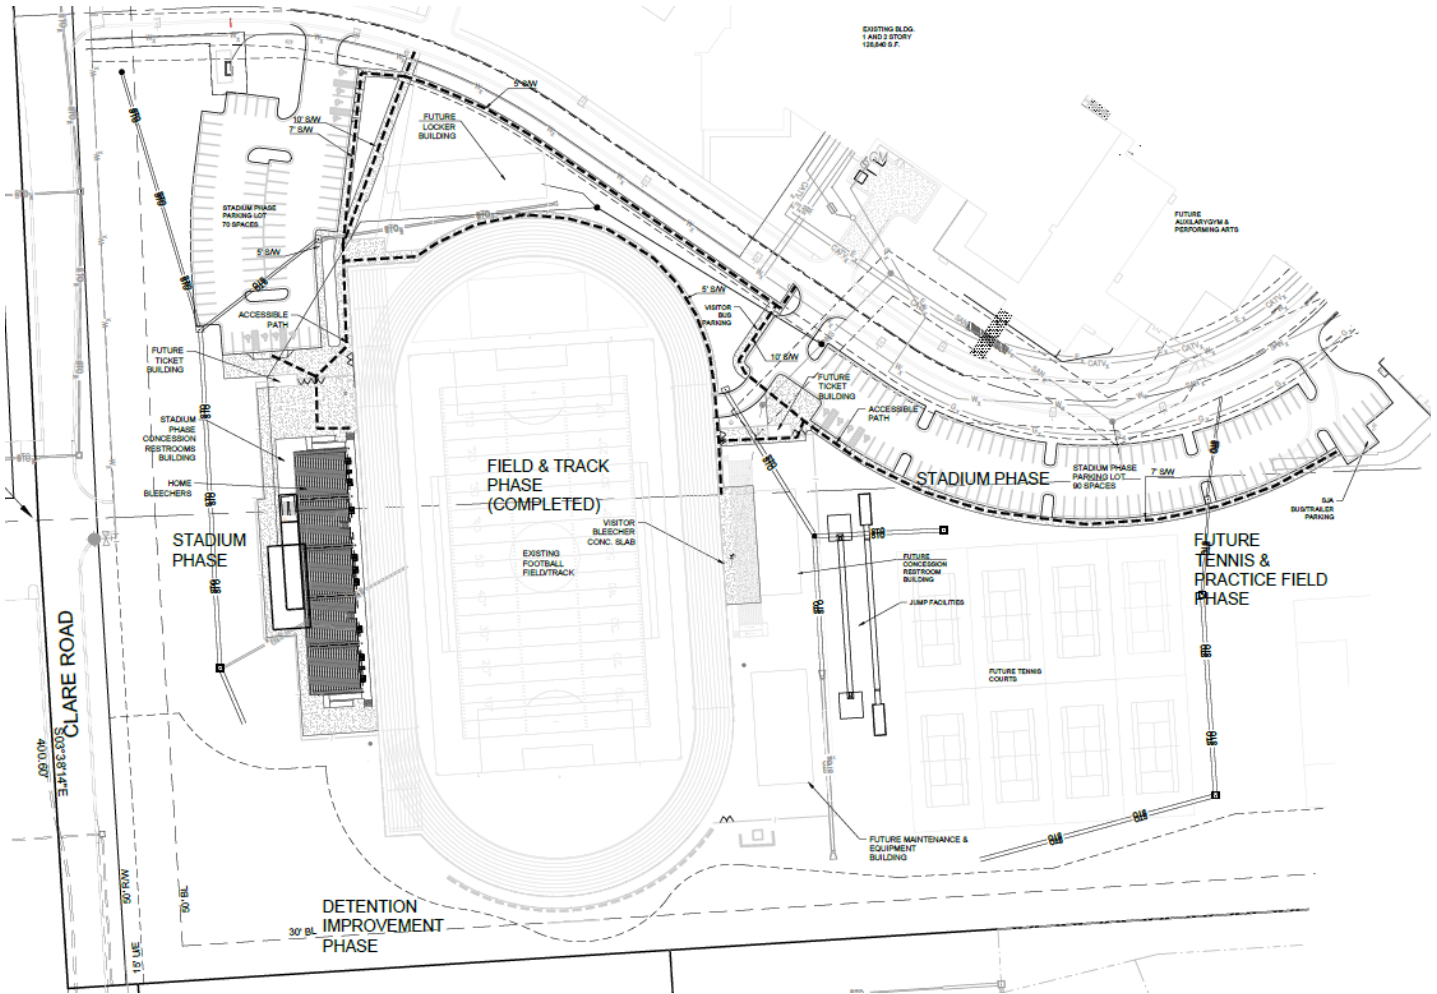 EXISTING BLDG.
1 AND 2 STORY
128,840 S.F.
5' S/W
10' S/W
7' S/W
FUTURE
LOCKER
BUILDING
STADIUM PHASE
PARKING LOT
70 SPACES
5' S/W
FUTURE
AUXILARYGYM &
PERFORMING ARTS
ACCESSIBLE
PATH
5' S/W
VISITOR
BUS
PARKING
10' S/W
FUTURE
TICKET
BUILDING
FUTURE
TICKET
BUILDING
ACCESSIBLE
PATH
STADIUM
PHASE
CONCESSION
RESTROOMS
BUILDING
HOME
BLEECHERS
FIELD & TRACK
PHASE
(COMPLETED)
STADIUM PHASE
STADIUM PHASE
PARKING LOT
90 SPACES
7' S/W
SJA
BUS/TRAILER
PARKING
VISITOR
BLEECHER
CONC. SLAB
STADIUM
PHASE
EXISTING
FOOTBALL
FIELD/TRACK
FUTURE
CONCESSION
RESTROOM
BUILDING
JUMP FACILITIES
FUTURE
TENNIS &
PRACTICE FIELD
PHASE
FUTURE TENNIS
COURTS
CLARE ROAD
S03°38'14"E
400.60'
FUTURE MAINTENANCE &
EQUIPMENT
BUILDING
50' R/W
50' BL
15' U/E
30' BL
DETENTION
IMPROVEMENT
PHASE